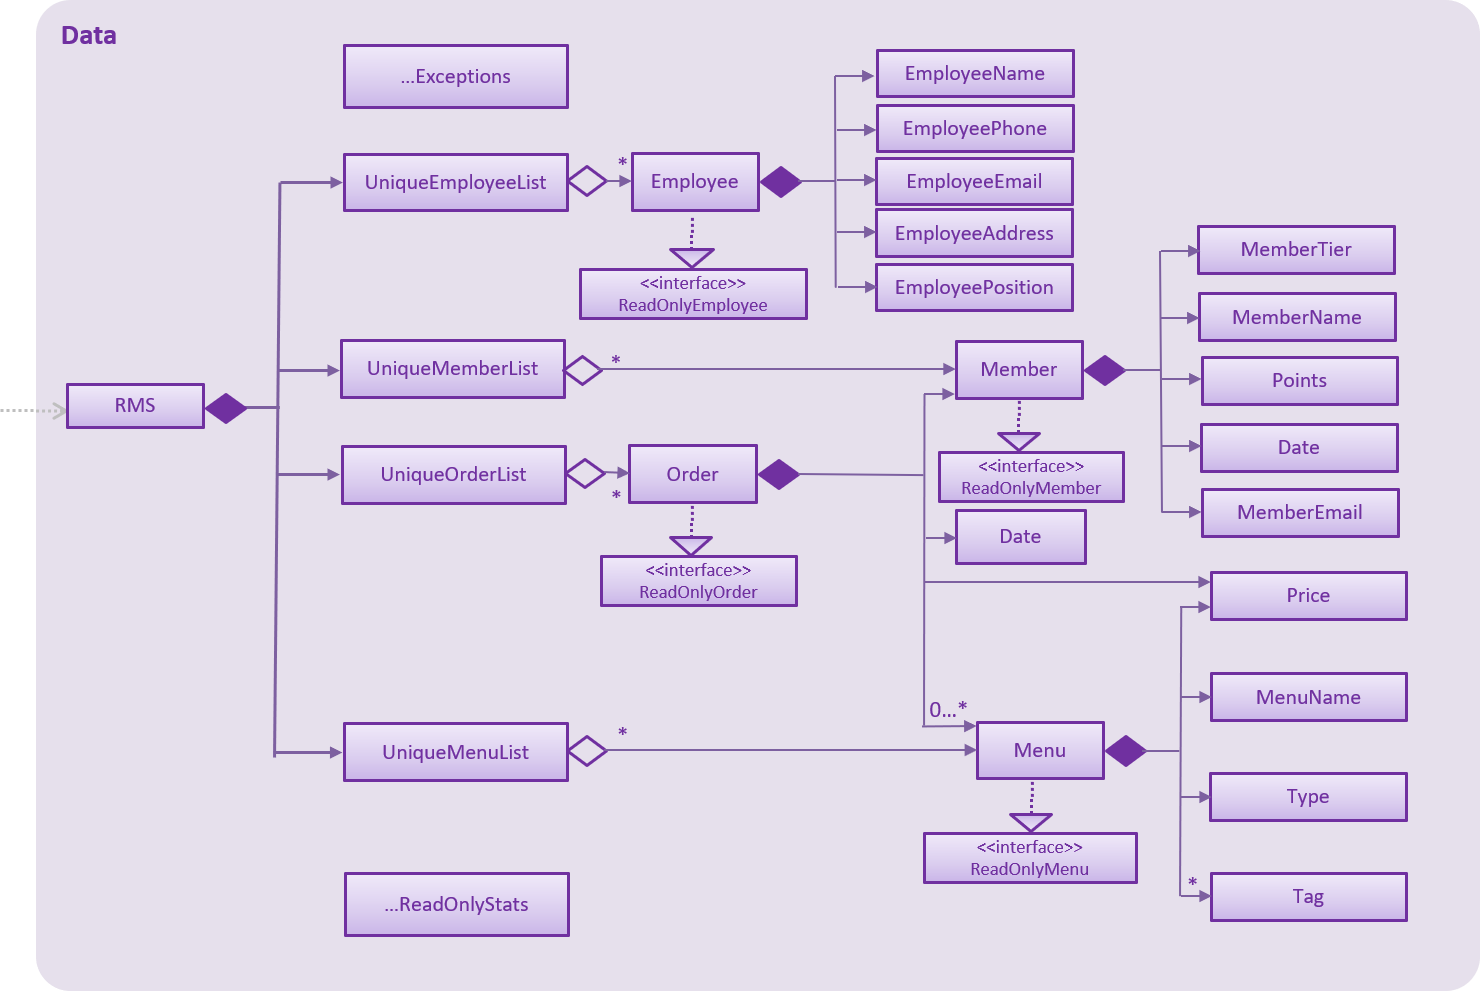 Data
...Exceptions
EmployeeName
EmployeePhone
UniqueEmployeeList
*
Employee
EmployeeEmail
EmployeeAddress
MemberTier
<<interface>>
ReadOnlyEmployee
EmployeePosition
MemberName
UniqueMemberList
*
Member
Points
RMS
Date
<<interface>>
ReadOnlyMember
UniqueOrderList
*
Order
MemberEmail
Date
<<interface>>
ReadOnlyOrder
Price
MenuName
0...*
UniqueMenuList
*
Menu
Type
<<interface>>
ReadOnlyMenu
*
Tag
...ReadOnlyStats